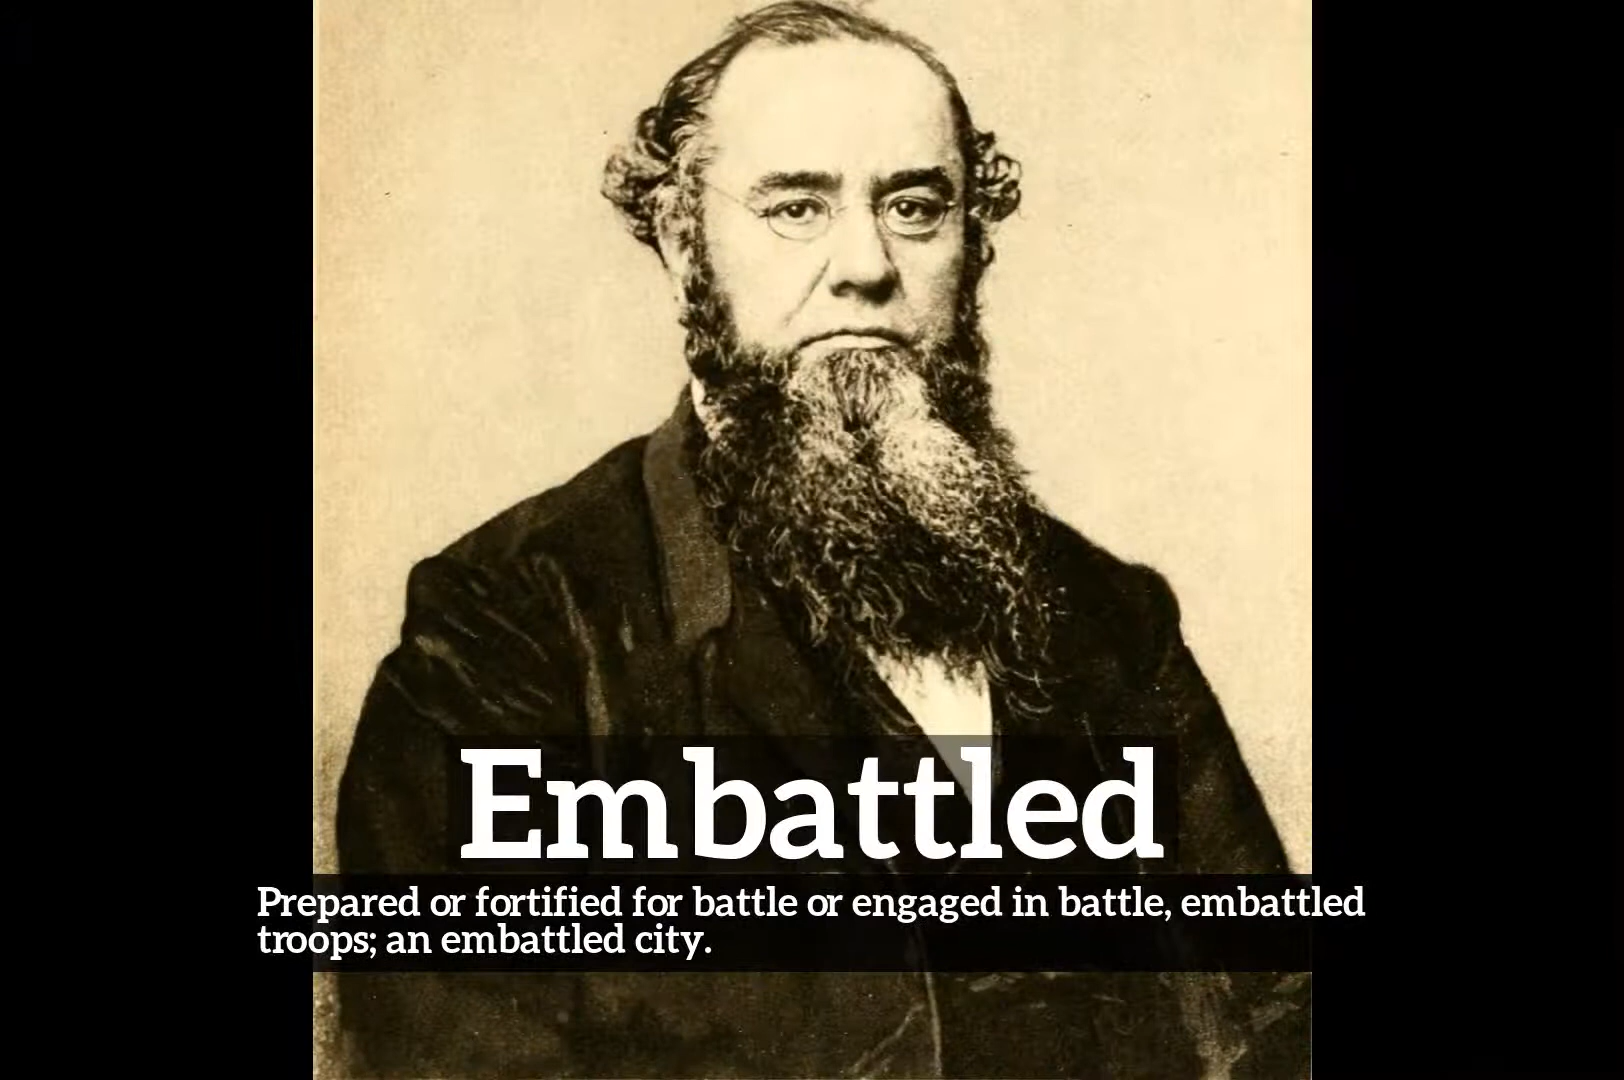 Embattled
Prepared or fortified for battle or engaged in battle, embattled
troops; an embattled city.